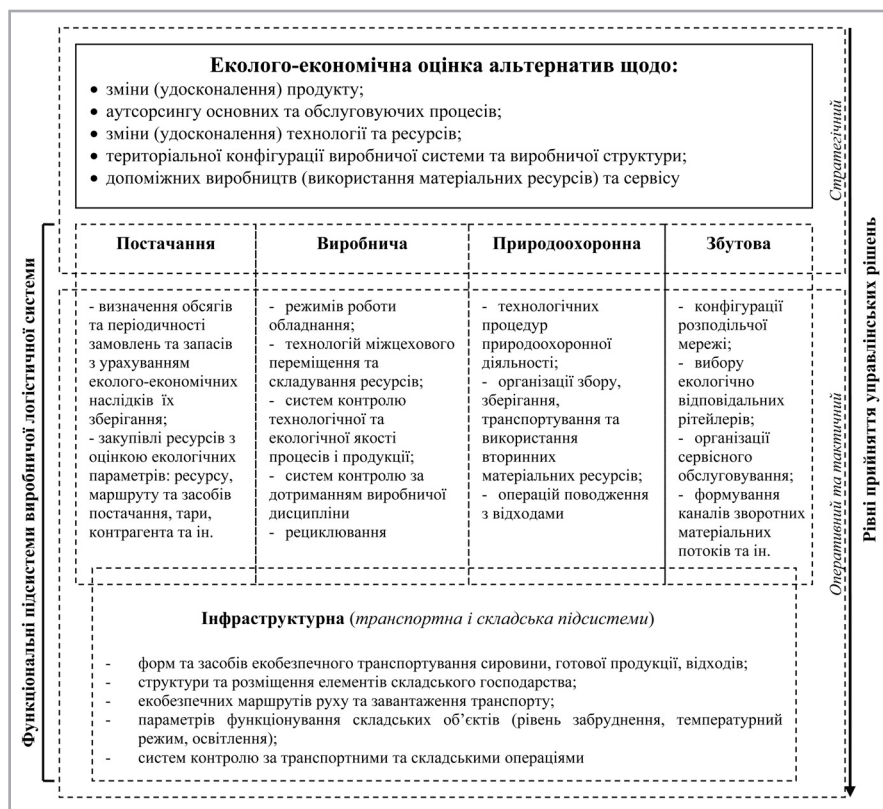 Еколого-економічна оцінка альтернатив щодо:
• зміни (удосконалення) продукту;
• аутсорсингу основних та обслуговуючих процесів;
• зміни (удосконалення) технології та ресурсів;
• територіальної конфігурації виробничої системи та виробничої структури;
• допоміжних виробництв (використання матеріальних ресурсів) та сервісу
Стратегічний
Рівні прийняття управлінських рішень
Функціональні підсистеми виробничої логістичної системи
Постачання
- визначення обсягів
та періодичності
замовлень та запасів
з урахуванням
еколого-економічних
наслідків їх
зберігання;
- закупівлі ресурсів з
оцінкою екологічних
параметрів: ресурсу,
маршруту та засобів
постачання, тари,
контрагента та ін.
Виробнича
- режимів роботи
обладнання;
- технологій міжцехового
переміщення та
складування ресурсів;
- систем контролю
технологічної та
екологічної якості
процесів і продукції;
- систем контролю за
дотриманням виробничої
дисципліни
- рециклювання
Природоохоронна
- технологічних
процедур
природоохоронної
діяльності;
- організації збору,
зберігання,
транспортування та
використання
вторинних
матеріальних ресурсів;
- операцій поводження
з відходами
Збутова
- конфігурації
розподільчої
мережі;
- вибору
екологічно
відповідальних
рітейлерів;
- організації
сервісного
обслуговування;
- формування
каналів зворотних
матеріальних
потоків та ін.
Оперативний та тактичний
Інфраструктурна (транспортна і складська підсистеми)
- форм та засобів екобезпечного транспортування сировини, готової продукції, відходів;
- структури та розміщення елементів складського господарства;
- екобезпечних маршрутів руху та завантаження транспорту;
- параметрів функціонування складських об’єктів (рівень забруднення, температурний
режим, освітлення);
- систем контролю за транспортними та складськими операціями